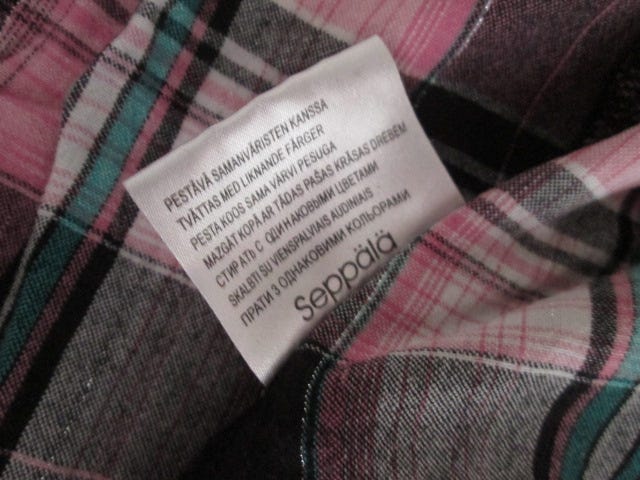 PESTÄVÄ SAMANVÄRISTEN KANSSA
TVÄTTAS MED LIKNANDE FÄRGER
PESTA KOOS SAMA VÄRVI PESUGA
MAZGĀT KOPĀ AR TĀDAS PAŠAS KRĀSAS DRĒBĒM
СТИРАТЬ С ОДИНАКОВЫМИ ЦВЕТАМИ
SKALBTI SU VIENSPALVIAIS AUDINIAIS
ПРАТИ З ОДНАКОВИМИ КОЛЬОРАМИ
seppälä